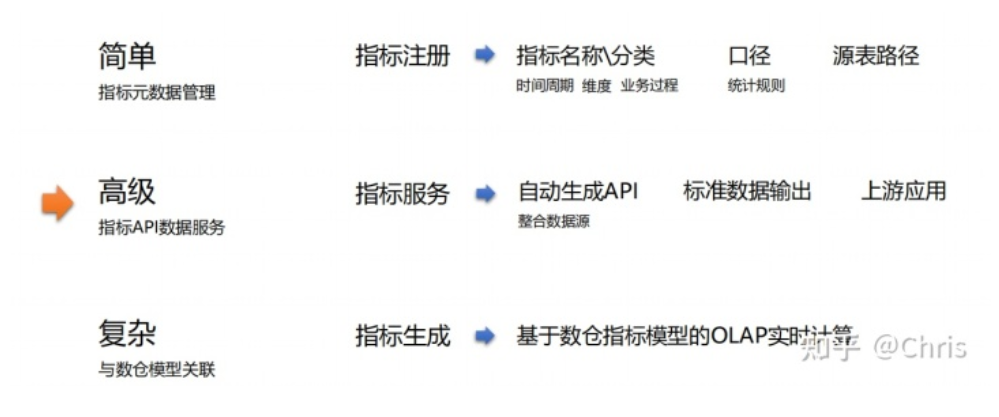 简单 指标注册 指标名称\分类 口径 源表路径
指标元数据管理 时间周期 维度 业务过程 统计规则
高级 指标服务 自动生成API 标准数据输出 上游应用
指标API数据服务 整合数据源
复杂 指标生成 基于数仓指标模型的OLAP实时计算
与数仓模型关联
知乎 @Chris